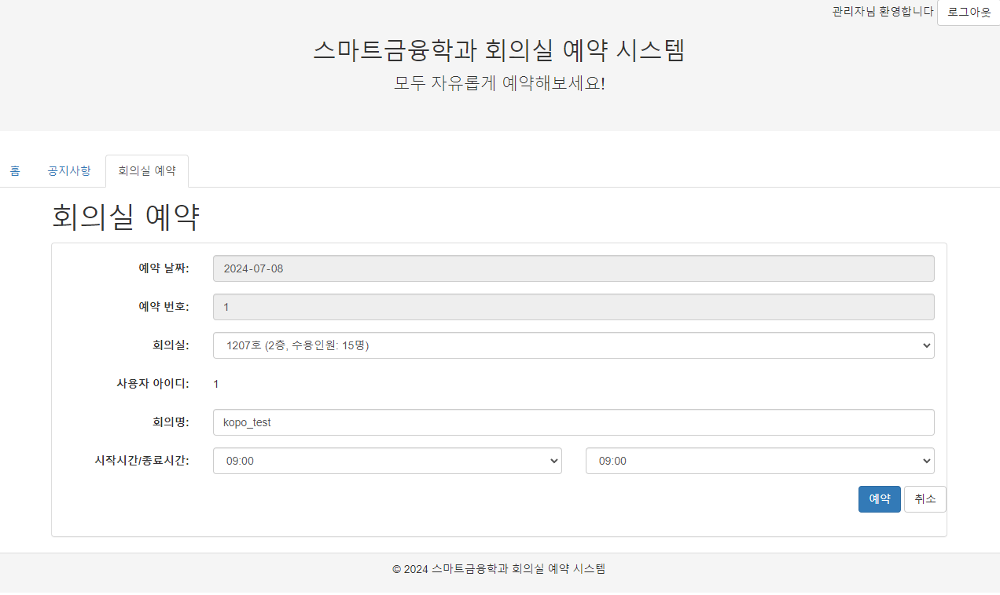 관리자님 환영합니다 로그아웃
스마트금융학과 회의실 예약 시스템
모두 자유롭게 예약해보세요!
홈 공지사항 회의실 예약
회의실 예약
예약 날짜: 2024-07-08
예약 번호: 1
회의실: 1207호 (2층, 수용인원: 15명)
사용자 아이디: 1
회의명: kopo_test
시작시간/종료시간: 09:00 09:00
예약 취소
© 2024 스마트금융학과 회의실 예약 시스템